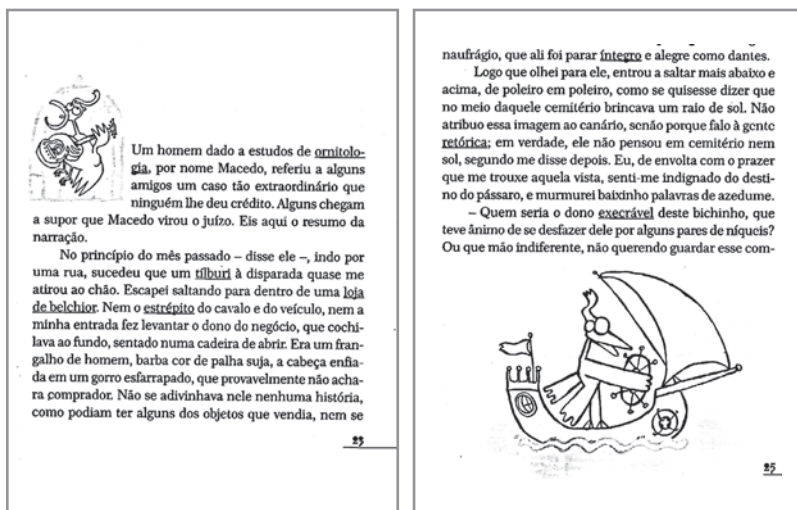 Um homem dado a estudos de ornitolo-
gia, por nome Macedo, referiu a alguns
amigos um caso tão extraordinário que
ninguém lhe deu crédito. Alguns chegam
a supor que Macedo virou o juízo. Eis aqui o resumo da
narração.
No princípio do mês passado – disse ele –, indo por
uma rua, sucedeu que um tílburi à disparada quase me
atirou ao chão. Escapei saltando para dentro de uma loja
de belchior. Nem o estrépito do cavalo e do veículo, nem a
minha entrada fez levantar o dono do negócio, que cochi-
lava ao fundo, sentado numa cadeira de abrir. Era um fran-
galho de homem, barba cor de palha suja, a cabeça enfia-
da em um gorro esfarrapado, que provavelmente não acha-
ra comprador. Não se adivinhava nele nenhuma história,
como podiam ter alguns dos objetos que vendia, nem se
23
naufrágio, que ali foi parar íntegro e alegre como dantes.
Logo que olhei para ele, entrou a saltar mais abaixo e
acima, de poleiro em poleiro, como se quisesse dizer que
no meio daquele cemitério brincava um raio de sol. Não
atribuo essa imagem ao canário, senão porque falo à gente
retórica; em verdade, ele não pensou em cemitério nem
sol, segundo me disse depois. Eu, de envolta com o prazer
que me trouxe aquela vista, senti-me indignado do desti-
no do pássaro, e murmurei baixinho palavras de azedume.
– Quem seria o dono execrável deste bichinho, que
teve ânimo de se desfazer dele por alguns pares de níqueis?
Ou que mão indiferente, não querendo guardar esse com-
25